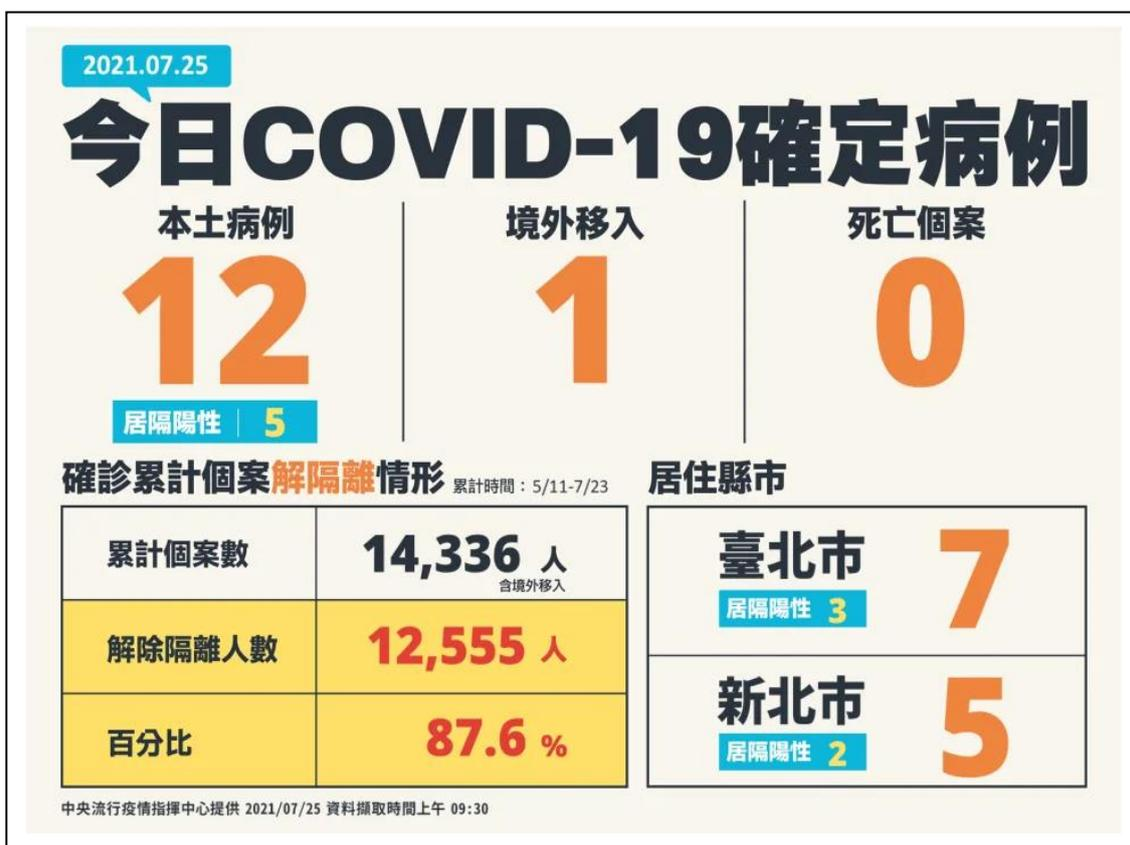 2021.07.25
今日COVID-19確定病例
本土病例
12
居隔陽性 5
境外移入
1
死亡個案
0
確診累計個案解隔離情形 累計時間：5/11-7/23
累計個案數 14,336 人
含境外移入
解除隔離人數 12,555 人
百分比 87.6 %
居住縣市
臺北市 7
居隔陽性 3
新北市 5
居隔陽性 2
中央流行疫情指揮中心提供 2021/07/25 資料擷取時間上午 09:30